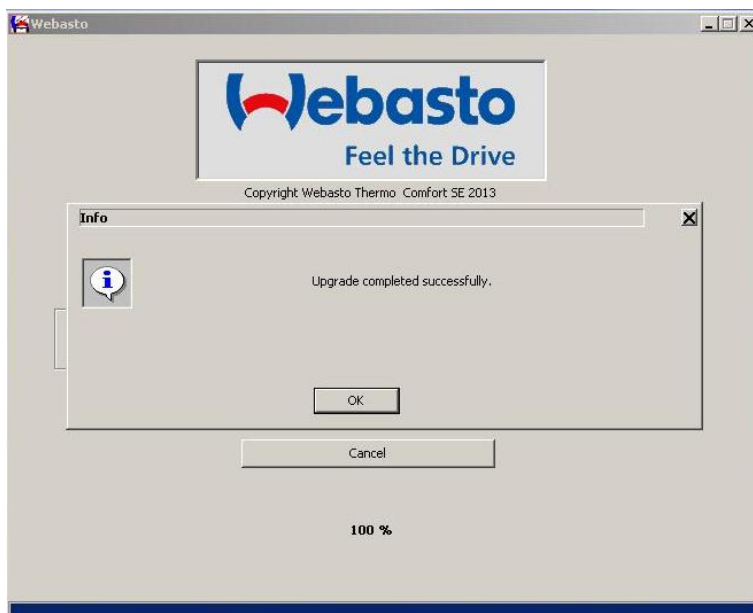 Webasto
Webasto
Feel the Drive
Copyright Webasto Thermo Comfort SE 2013
Info
Upgrade completed successfully.
OK
Cancel
100 %